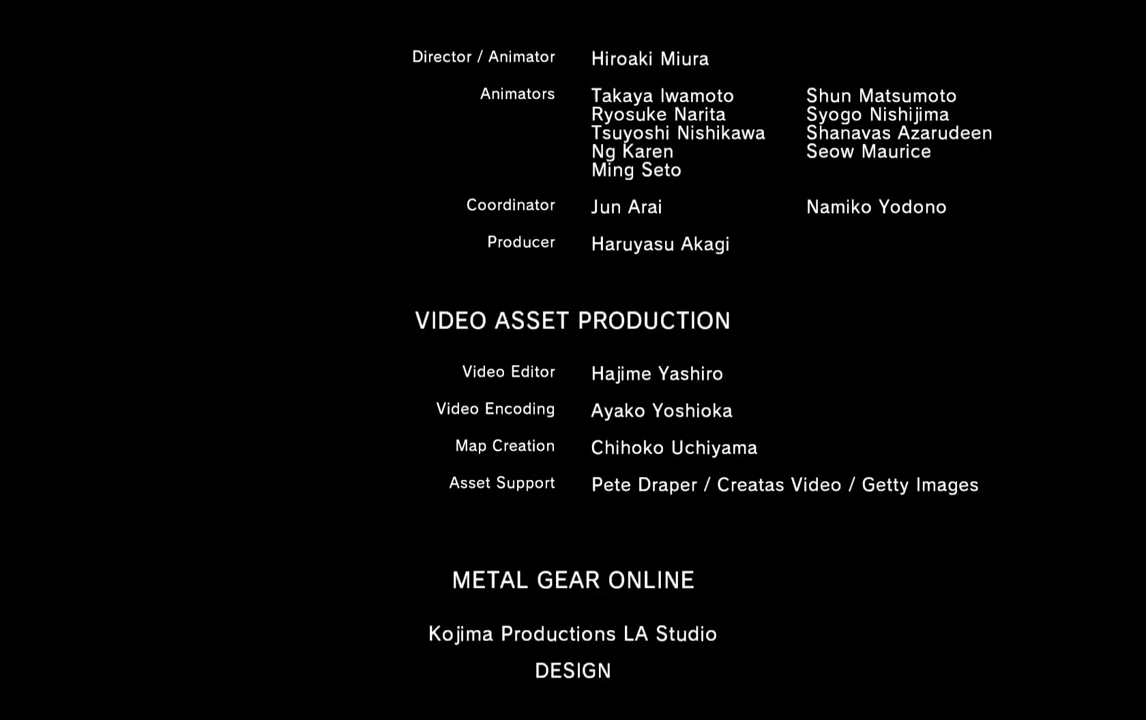 Director / Animator Hiroaki Miura
Animators Takaya Iwamoto Shun Matsumoto
Ryosuke Narita Syogo Nishijima
Tsuyoshi Nishikawa Shanavas Azarudeen
Ng Karen Seow Maurice
Ming Seto
Coordinator Jun Arai Namiko Yodono
Producer Haruyasu Akagi
VIDEO ASSET PRODUCTION
Video Editor Hajime Yashiro
Video Encoding Ayako Yoshioka
Map Creation Chihoko Uchiyama
Asset Support Pete Draper / Creatas Video / Getty Images
METAL GEAR ONLINE
Kojima Productions LA Studio
DESIGN